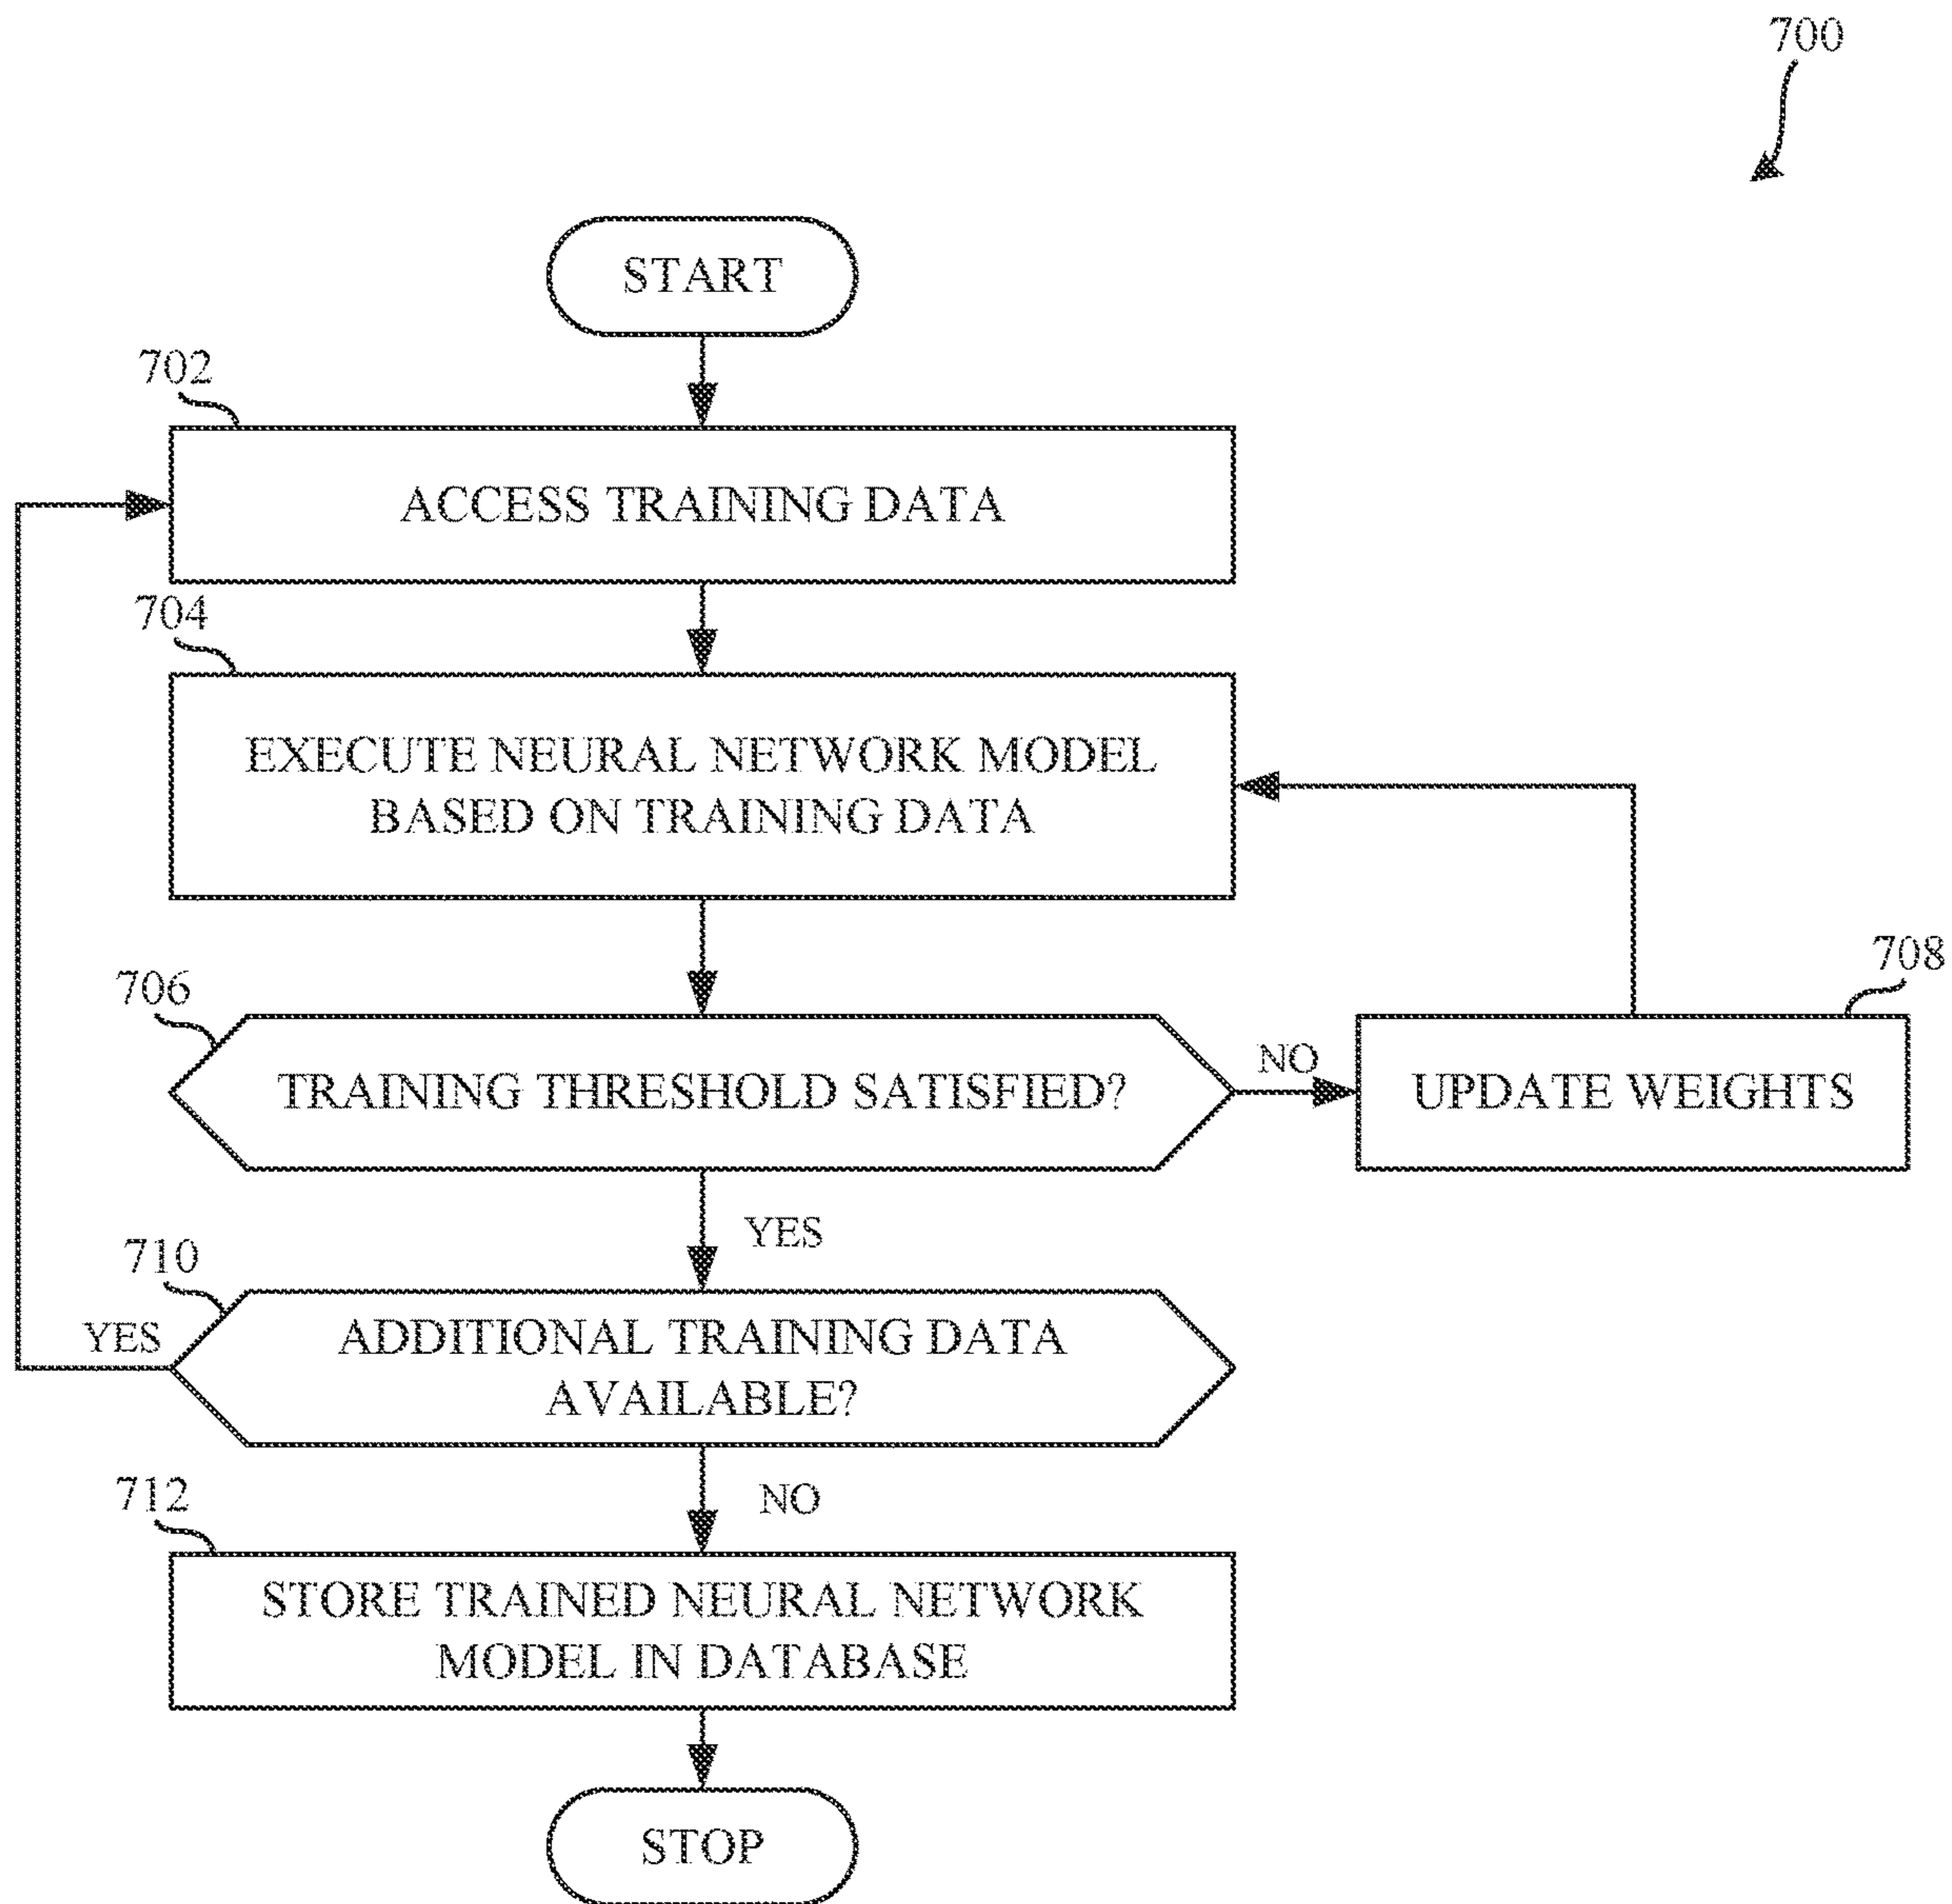 700
START
702
ACCESS TRAINING DATA
704
EXECUTE NEURAL NETWORK MODEL
BASED ON TRAINING DATA
706
TRAINING THRESHOLD SATISFIED?
NO
708
UPDATE WEIGHTS
YES
710
YES
ADDITIONAL TRAINING DATA
AVAILABLE?
NO
712
STORE TRAINED NEURAL NETWORK
MODEL IN DATABASE
STOP